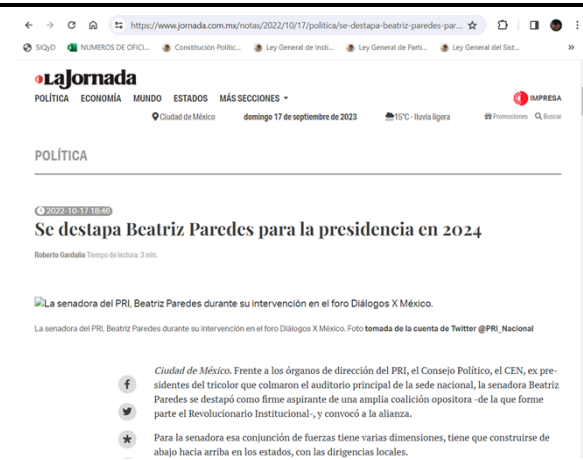 https://www.jornada.com.mx/notas/2022/10/17/politica/se-destapa-beatriz-paredes-par...
SIQyD NUMEROS DE OFICI... Constitución Polític... Ley General de Insti... Ley General de Parti... Ley General del Sist... »
LaJornada
POLÍTICA ECONOMÍA MUNDO ESTADOS MÁS SECCIONES IMPRESA
Ciudad de México domingo 17 de septiembre de 2023 15°C - lluvia ligera Promociones Buscar
POLÍTICA
2022-10-17 18:46
Se destapa Beatriz Paredes para la presidencia en 2024
Roberto Garduño Tiempo de lectura: 3 min.
La senadora del PRI, Beatriz Paredes durante su intervención en el foro Diálogos X México.
La senadora del PRI, Beatriz Paredes durante su intervención en el foro Diálogos X México. Foto tomada de la cuenta de Twitter @PRI_Nacional
Ciudad de México. Frente a los órganos de dirección del PRI, el Consejo Político, el CEN, ex pre-
sidentes del tricolor que colmaron el auditorio principal de la sede nacional, la senadora Beatriz
Paredes se destapó como firme aspirante de una amplia coalición opositora -de la que forme
parte el Revolucionario Institucional-, y convocó a la alianza.
Para la senadora esa conjunción de fuerzas tiene varias dimensiones, tiene que construirse de
abajo hacia arriba en los estados, con las dirigencias locales.